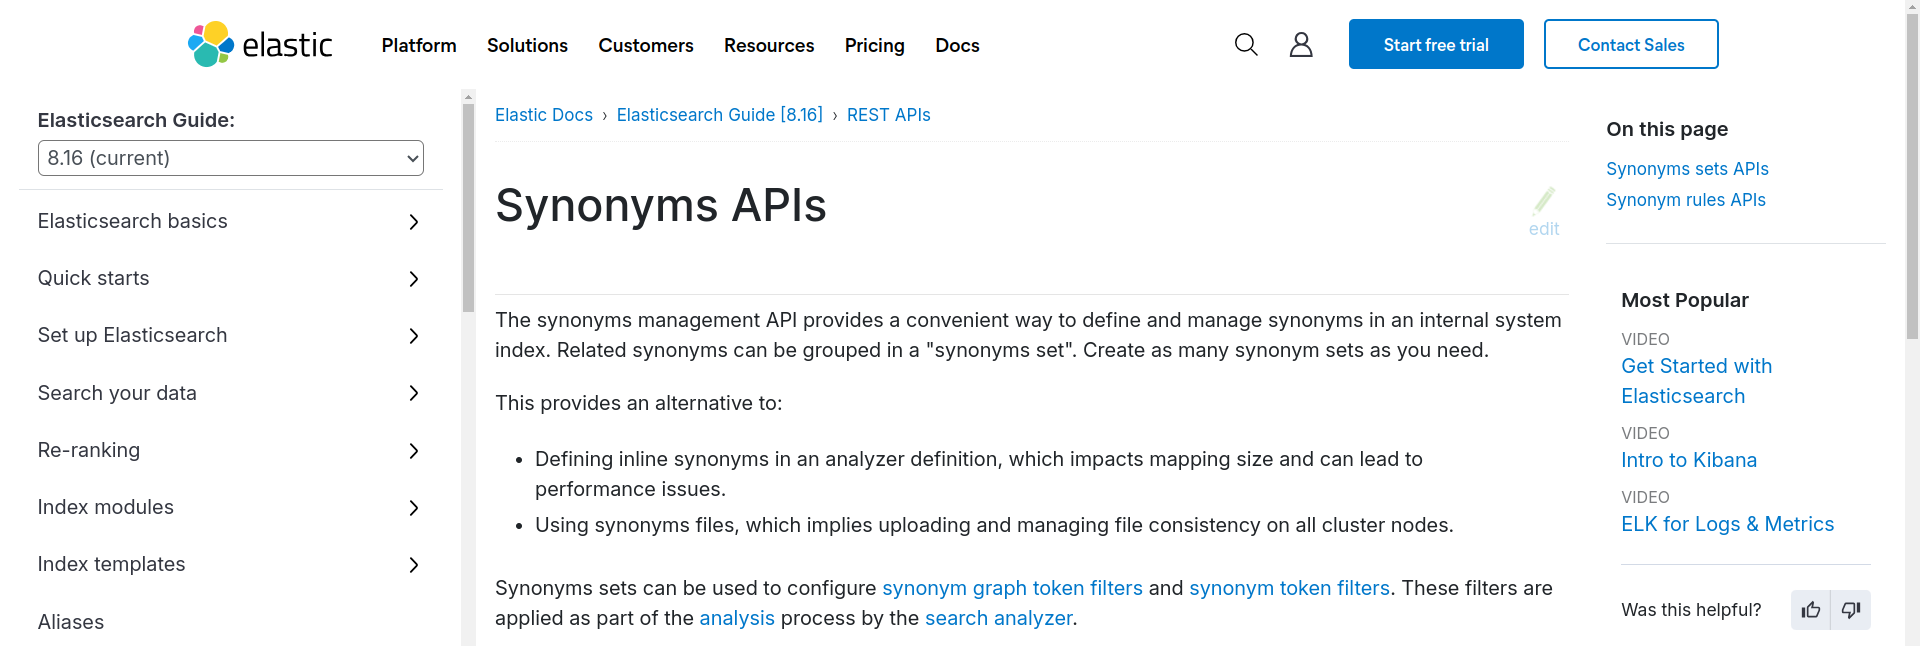 elastic
Platform Solutions Customers Resources Pricing Docs
Start free trial
Contact Sales
Elasticsearch Guide:
8.16 (current)
Elasticsearch basics
Quick starts
Set up Elasticsearch
Search your data
Re-ranking
Index modules
Index templates
Aliases
Elastic Docs › Elasticsearch Guide [8.16] › REST APIs
Synonyms APIs
edit
The synonyms management API provides a convenient way to define and manage synonyms in an internal system
index. Related synonyms can be grouped in a "synonyms set". Create as many synonym sets as you need.
This provides an alternative to:
• Defining inline synonyms in an analyzer definition, which impacts mapping size and can lead to
performance issues.
• Using synonyms files, which implies uploading and managing file consistency on all cluster nodes.
Synonyms sets can be used to configure synonym graph token filters and synonym token filters. These filters are
applied as part of the analysis process by the search analyzer.
On this page
Synonyms sets APIs
Synonym rules APIs
Most Popular
VIDEO
Get Started with
Elasticsearch
VIDEO
Intro to Kibana
VIDEO
ELK for Logs & Metrics
Was this helpful?